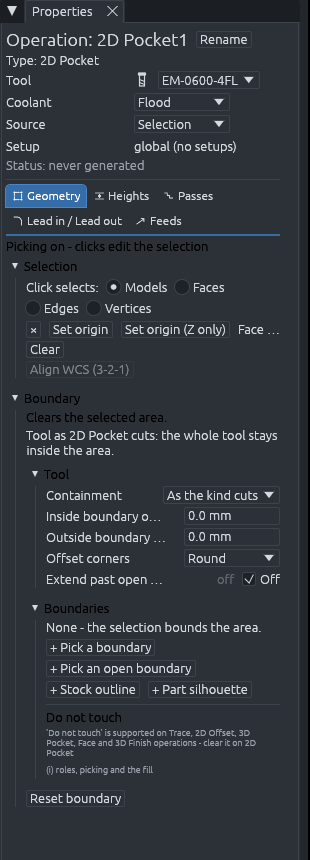 Properties
Operation: 2D Pocket1 Rename
Type: 2D Pocket
Tool EM-0600-4FL
Coolant Flood
Source Selection
Setup global (no setups)
Status: never generated
Geometry Heights Passes
Lead in / Lead out Feeds
Picking on - clicks edit the selection
Selection
Click selects: Models Faces
Edges Vertices
× Set origin Set origin (Z only) Face ...
Clear
Align WCS (3-2-1)
Boundary
Clears the selected area.
Tool as 2D Pocket cuts: the whole tool stays
inside the area.
Tool
Containment As the kind cuts
Inside boundary o... 0.0 mm
Outside boundary ... 0.0 mm
Offset corners Round
Extend past open ... off Off
Boundaries
None - the selection bounds the area.
+ Pick a boundary
+ Pick an open boundary
+ Stock outline + Part silhouette
Do not touch
'Do not touch' is supported on Trace, 2D Offset, 3D
Pocket, Face and 3D Finish operations - clear it on 2D
Pocket
(i) roles, picking and the fill
Reset boundary